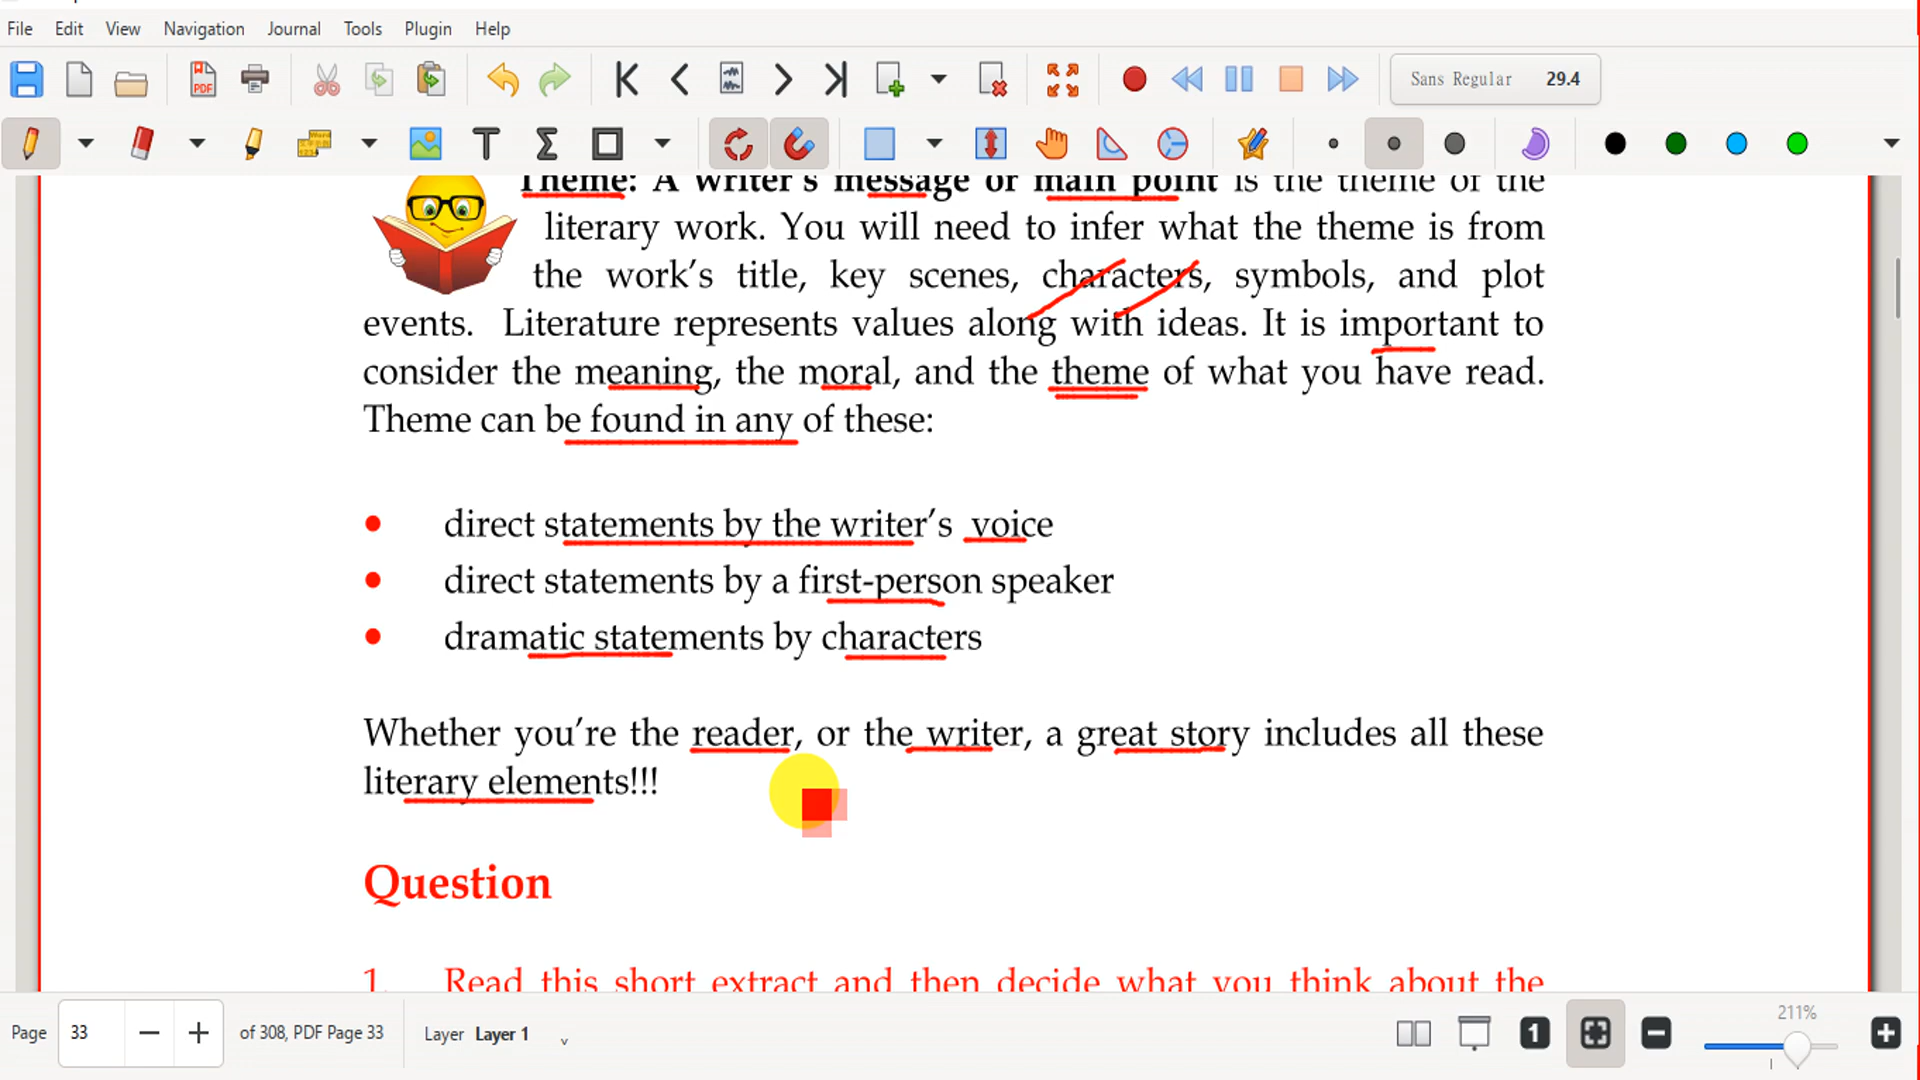 File Edit View Navigation Journal Tools Plugin Help
PDF
Sans Regular 29.4
T Σ
Theme: A writer's message or main point is the theme of the
literary work. You will need to infer what the theme is from
the work's title, key scenes, characters, symbols, and plot
events. Literature represents values along with ideas. It is important to
consider the meaning, the moral, and the theme of what you have read.
Theme can be found in any of these:
• direct statements by the writer's voice
• direct statements by a first-person speaker
• dramatic statements by characters
Whether you're the reader, or the writer, a great story includes all these
literary elements!!!
Question
1. Read this short extract and then decide what you think about the
Page 33 of 308, PDF Page 33 Layer Layer 1 1 211%